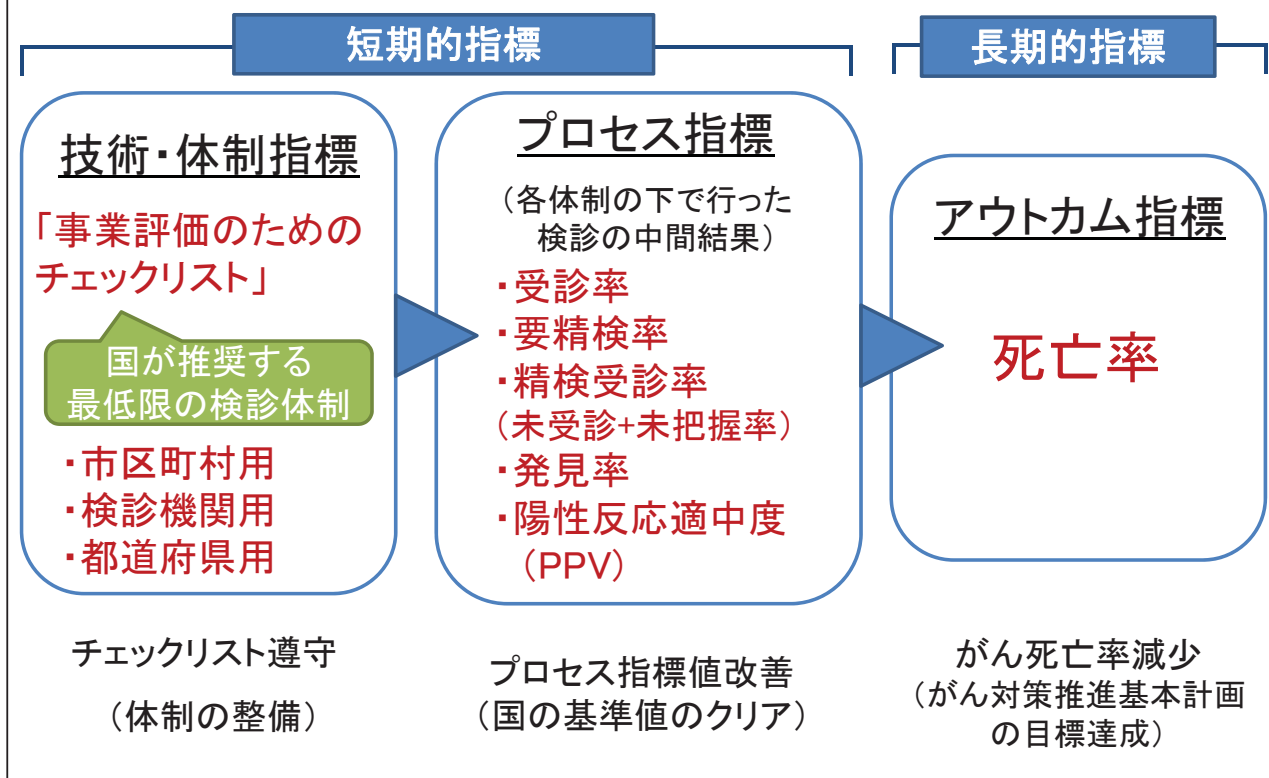 短期的指標
長期的指標
技術・体制指標
「事業評価のための
チェックリスト」
国が推奨する
最低限の検診体制
・市区町村用
・検診機関用
・都道府県用
チェックリスト遵守
（体制の整備）
プロセス指標
（各体制の下で行った
検診の中間結果）
・受診率
・要精検率
・精検受診率
（未受診+未把握率）
・発見率
・陽性反応適中度
（PPV）
プロセス指標値改善
（国の基準値のクリア）
アウトカム指標
死亡率
がん死亡率減少
（がん対策推進基本計画
の目標達成）